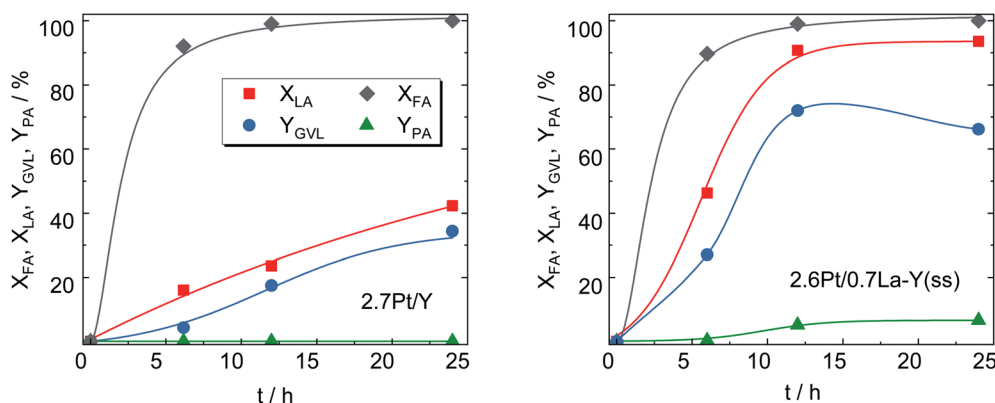 X_FA, X_LA, Y_GVL, Y_PA / %
100
80
60
40
20
0 5 10 15 20 25
t / h
X_LA X_FA
Y_GVL Y_PA
2.7Pt/Y
X_FA, X_LA, Y_GVL, Y_PA / %
100
80
60
40
20
0 5 10 15 20 25
t / h
2.6Pt/0.7La-Y(ss)